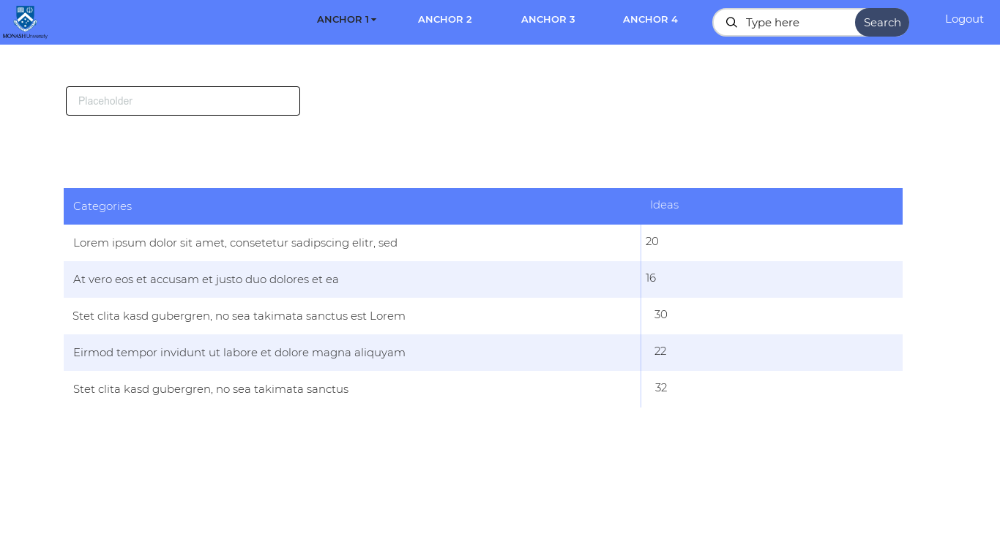 MONASH University
ANCHOR 1 ANCHOR 2 ANCHOR 3 ANCHOR 4 Type here Search Logout
Placeholder
Categories Ideas
Lorem ipsum dolor sit amet, consetetur sadipscing elitr, sed 20
At vero eos et accusam et justo duo dolores et ea 16
Stet clita kasd gubergren, no sea takimata sanctus est Lorem 30
Eirmod tempor invidunt ut labore et dolore magna aliquyam 22
Stet clita kasd gubergren, no sea takimata sanctus 32